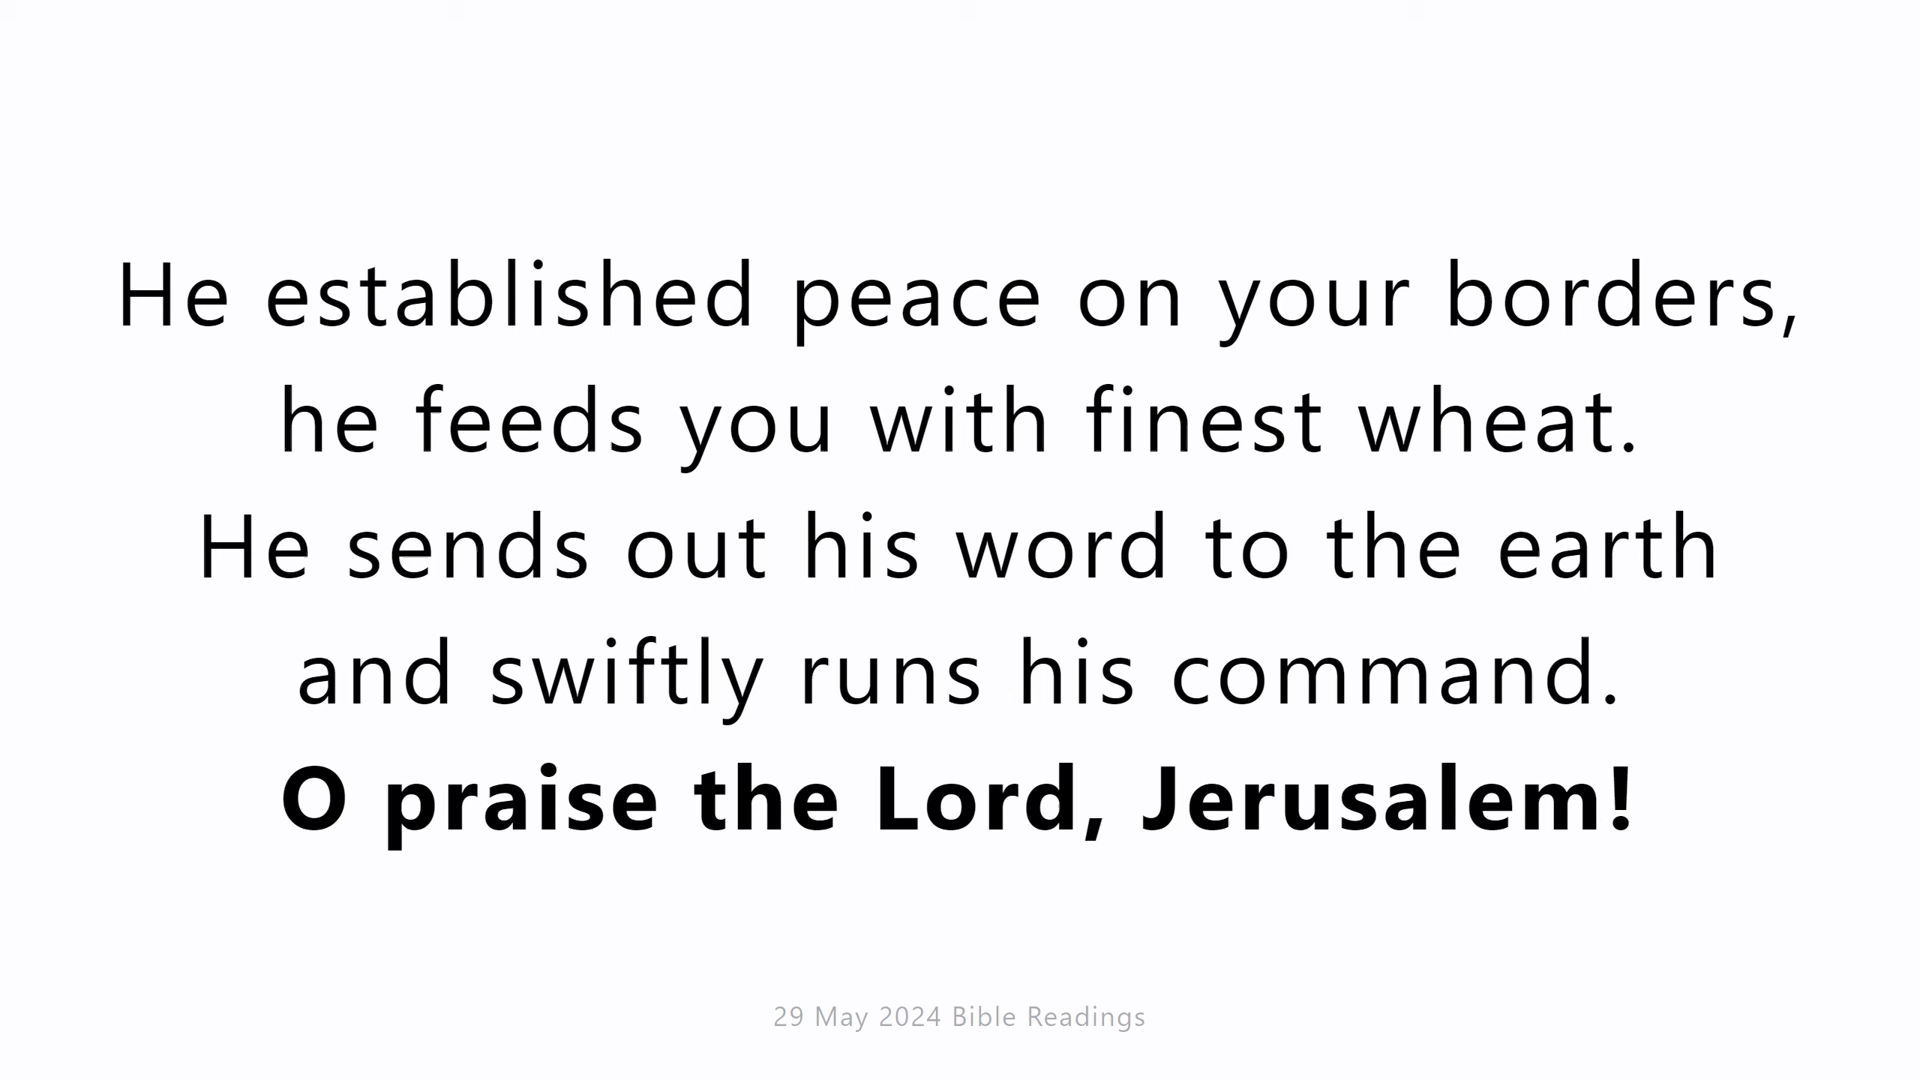 He established peace on your borders,
he feeds you with finest wheat.
He sends out his word to the earth
and swiftly runs his command.
O praise the Lord, Jerusalem!
29 May 2024 Bible Readings